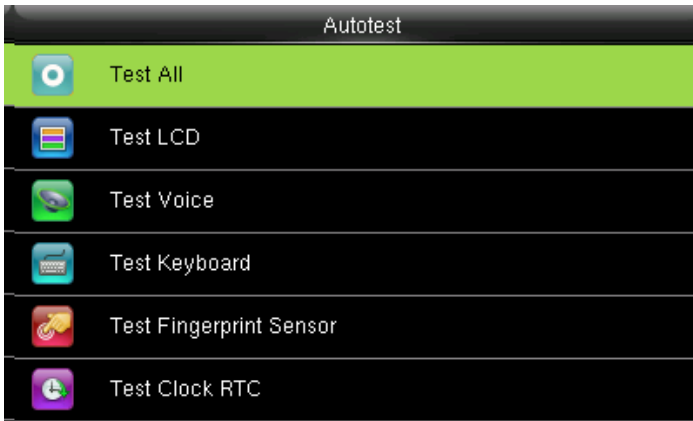 Autotest
Test All
Test LCD
Test Voice
Test Keyboard
Test Fingerprint Sensor
Test Clock RTC